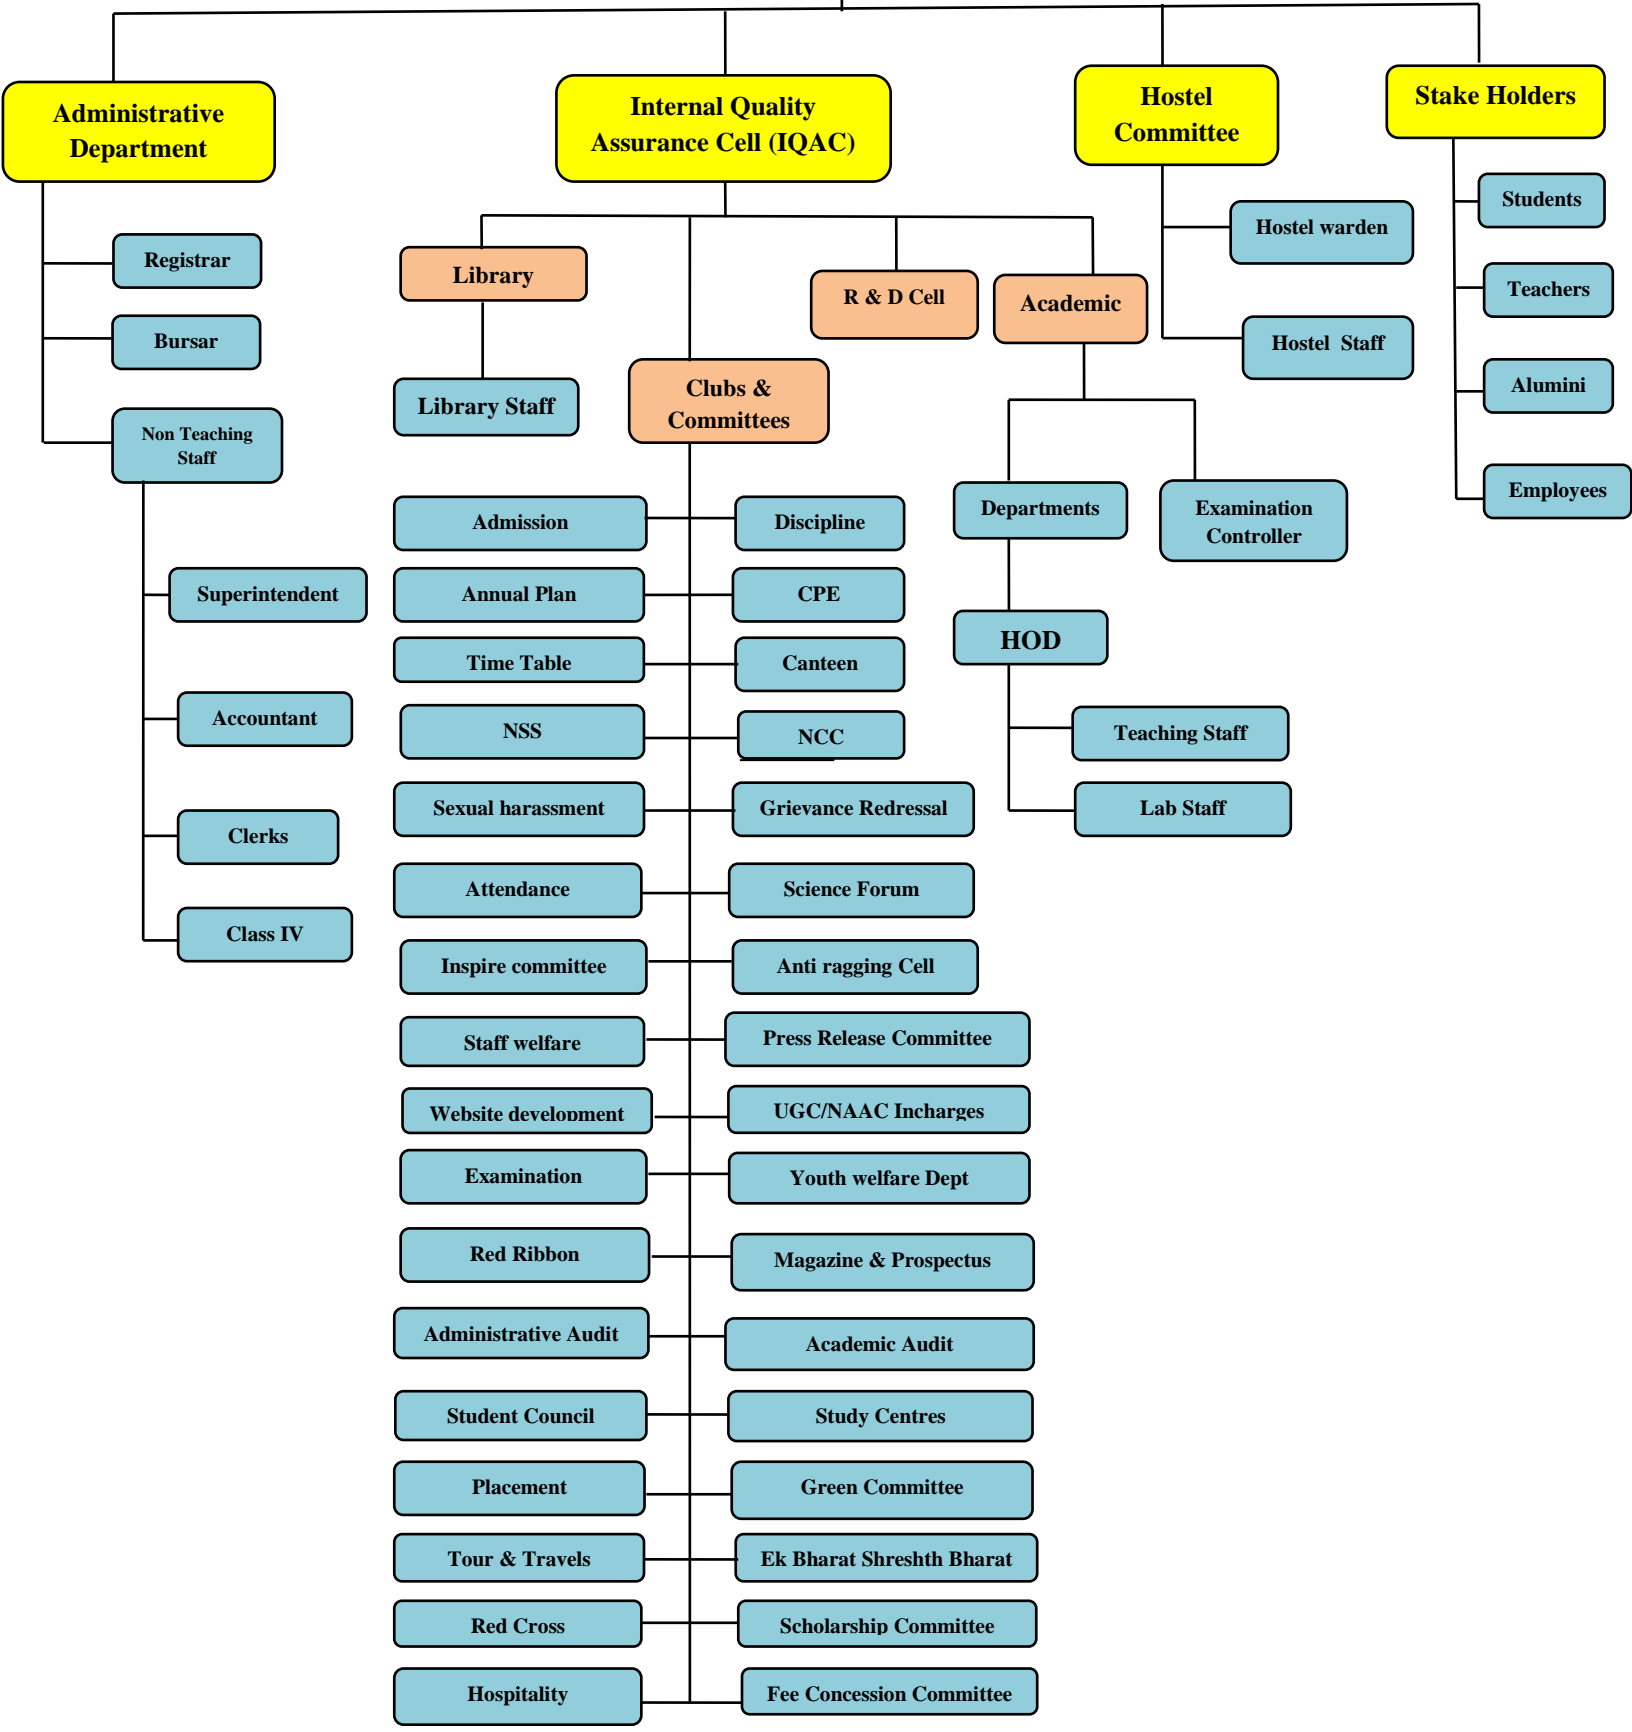 Administrative
Department
Internal Quality
Assurance Cell (IQAC)
Hostel
Committee
Stake Holders
Registrar
Bursar
Non Teaching
Staff
Superintendent
Accountant
Clerks
Class IV
Library
Library Staff
Clubs &
Committees
R & D Cell
Academic
Departments
Examination
Controller
HOD
Teaching Staff
Lab Staff
Hostel warden
Hostel  Staff
Students
Teachers
Alumini
Employees
Admission
Discipline
Annual Plan
CPE
Time Table
Canteen
NSS
NCC
Sexual harassment
Grievance Redressal
Attendance
Science Forum
Inspire committee
Anti ragging Cell
Staff welfare
Press Release Committee
Website development
UGC/NAAC Incharges
Examination
Youth welfare Dept
Red Ribbon
Magazine & Prospectus
Administrative Audit
Academic Audit
Student Council
Study Centres
Placement
Green Committee
Tour & Travels
Ek Bharat Shreshth Bharat
Red Cross
Scholarship Committee
Hospitality
Fee Concession Committee